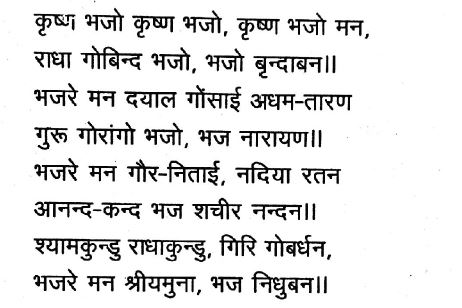 कृष्ण भजो कृष्ण भजो, कृष्ण भजो मन,
राधा गोबिन्द भजो, भजो बृन्दाबन॥
भजरे मन दयाल गोंसाई अधम-तारण
गुरू गोरांगो भजो, भज नारायण॥
भजरे मन गौर-निताई, नदिया रतन
आनन्द-कन्द भज शचीर नन्दन॥
श्यामकुन्डु राधाकुन्डु, गिरि गोबर्धन,
भजरे मन श्रीयमुना, भज निधुबन॥